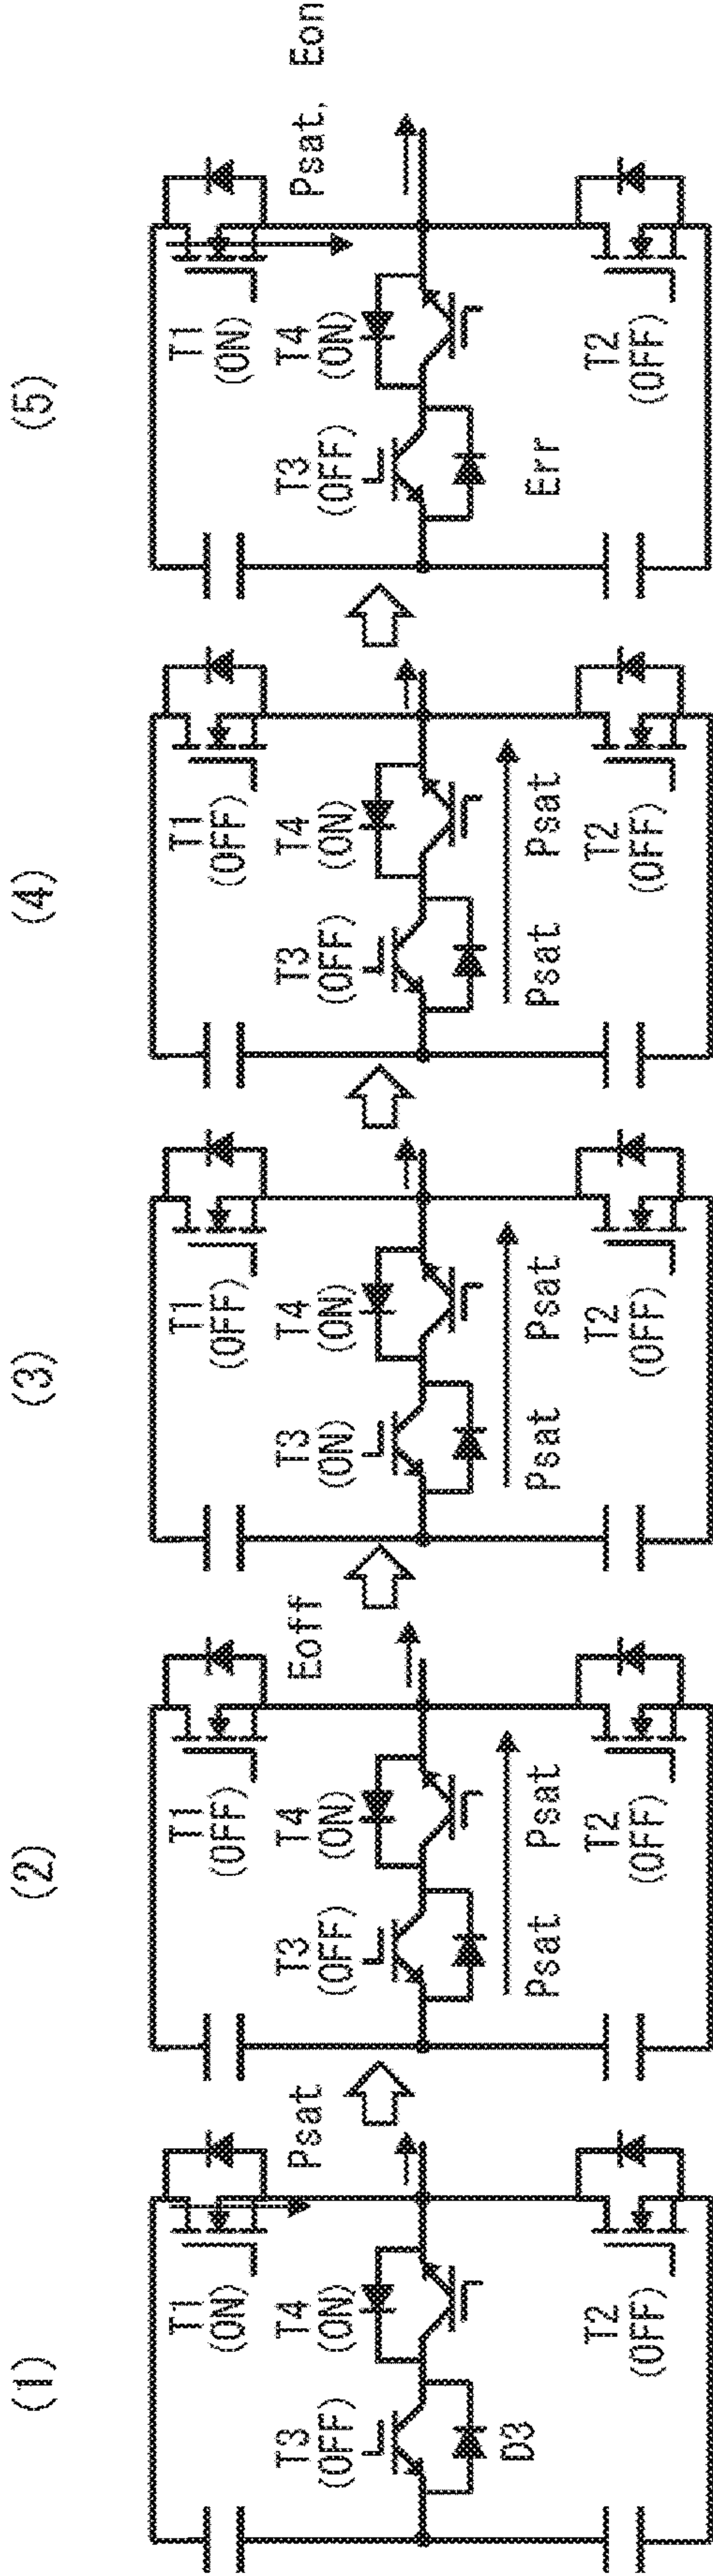 (1)
T1
(ON)
Psat
T3
(OFF)
T4
(ON)
D3
T2
(OFF)
(2)
T1
(OFF)
Eoff
T3
(OFF)
T4
(ON)
Psat
Psat
T2
(OFF)
(3)
T1
(OFF)
T3
(ON)
T4
(ON)
Psat
Psat
T2
(OFF)
(4)
T1
(OFF)
T3
(OFF)
T4
(ON)
Psat
Psat
T2
(OFF)
(5)
T1
(ON)
Psat, Eon
T3
(OFF)
T4
(ON)
Err
T2
(OFF)